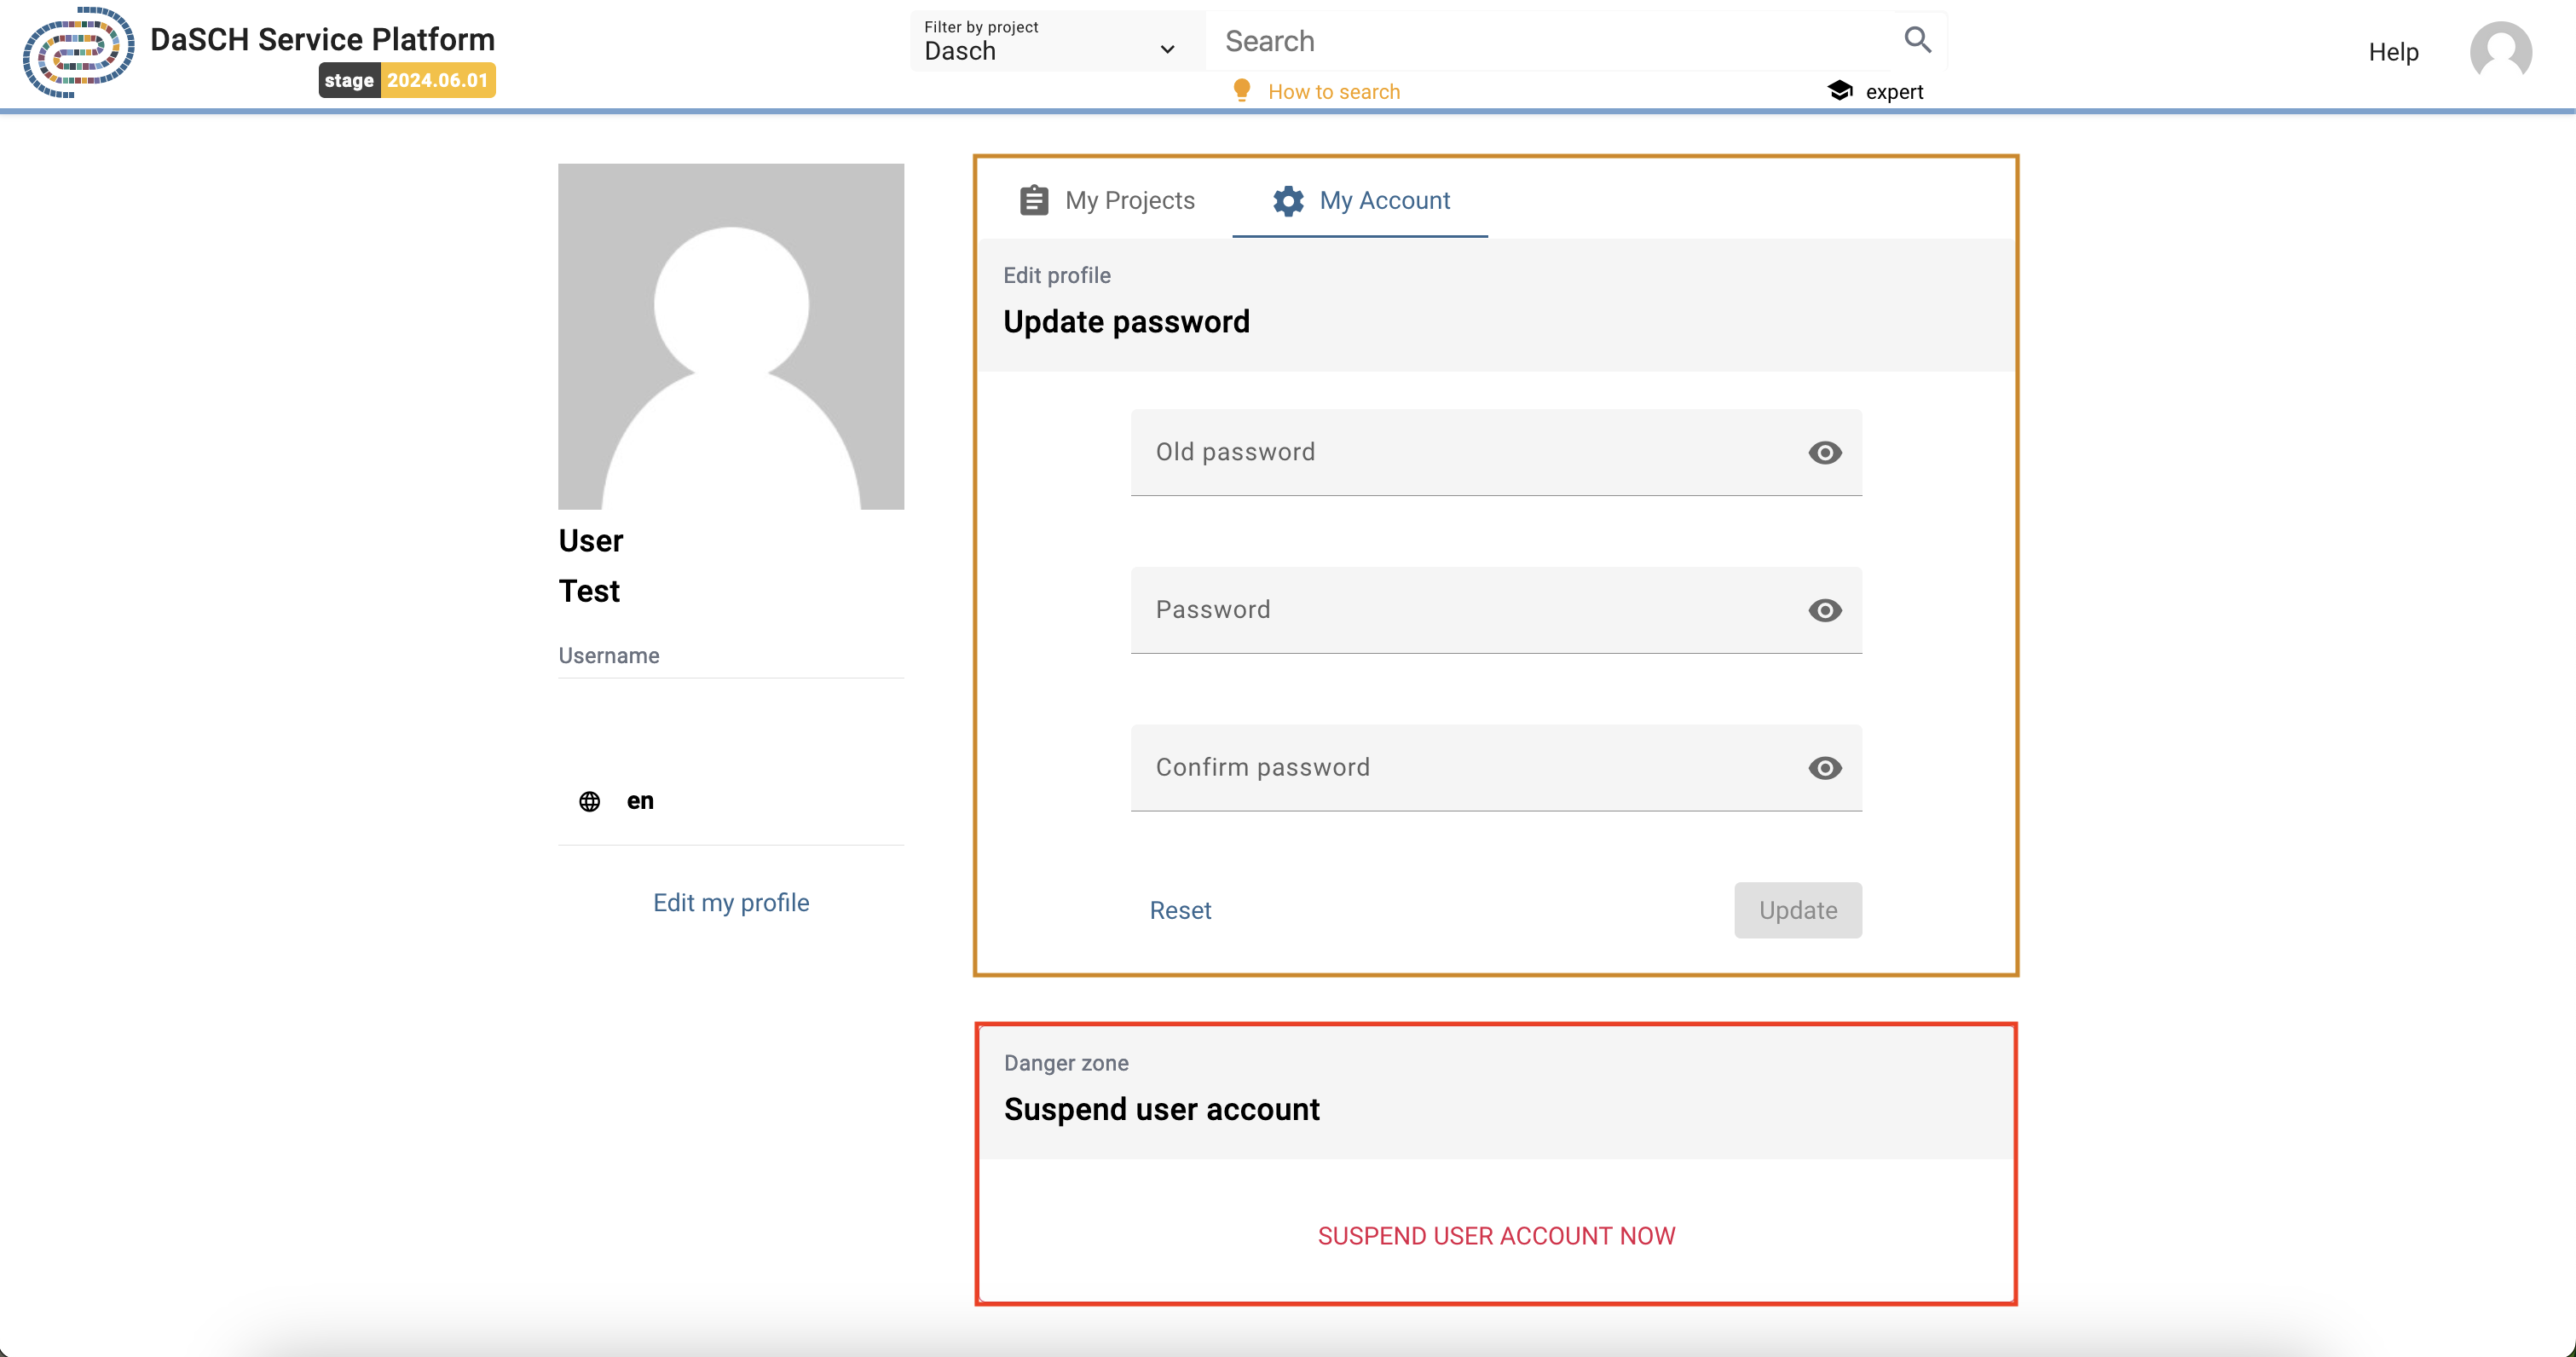 DaSCH Service Platform
stage 2024.06.01
Filter by project
Dasch
Search
How to search
expert
Help
User
Test
Username
en
Edit my profile
My Projects
My Account
Edit profile
Update password
Old password
Password
Confirm password
Reset
Update
Danger zone
Suspend user account
SUSPEND USER ACCOUNT NOW